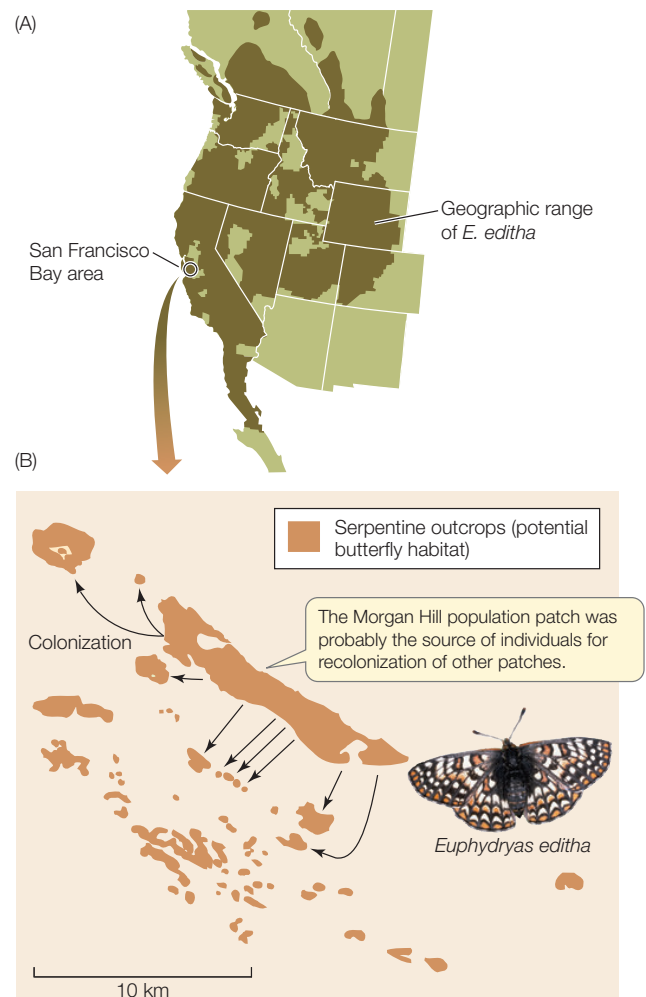 (A)
Geographic range
of E. editha
San Francisco
Bay area
(B)
Serpentine outcrops (potential
butterfly habitat)
The Morgan Hill population patch was
probably the source of individuals for
recolonization of other patches.
Colonization
Euphydryas editha
10 km